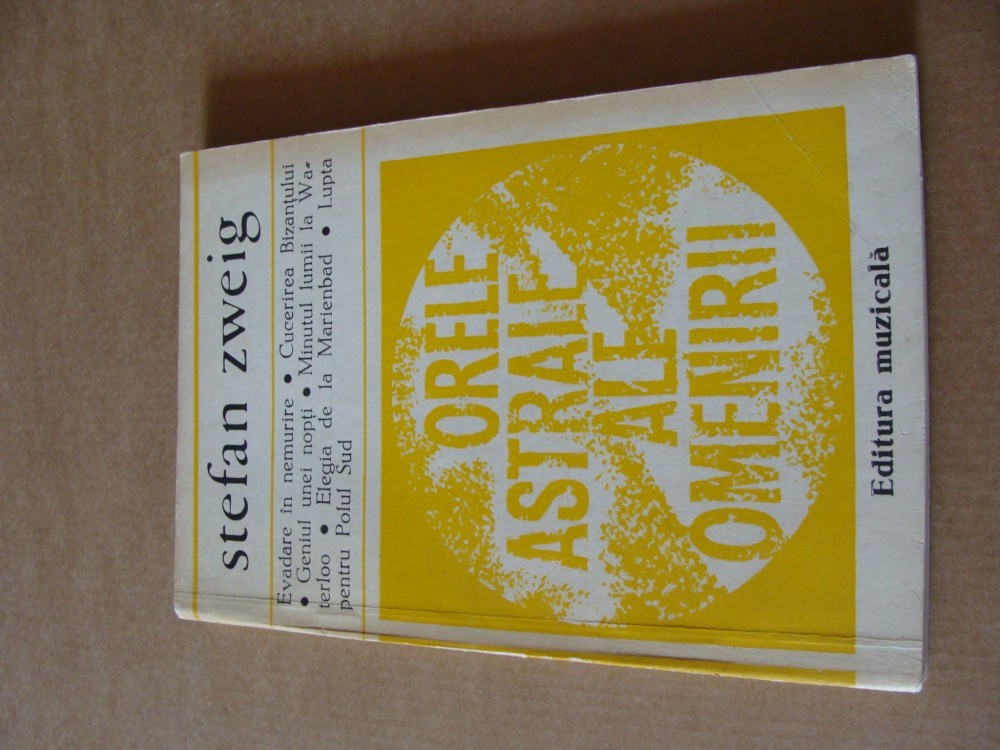 stefan zweig
Evadare în nemurire • Cucerirea Bizanțului
• Geniul unei nopți • Minutul lumii la Wa-
terloo • Elegia de la Marienbad • Lupta
pentru Polul Sud
ORELE
ASTRALE
ALE
OMENIRII
Editura muzicală